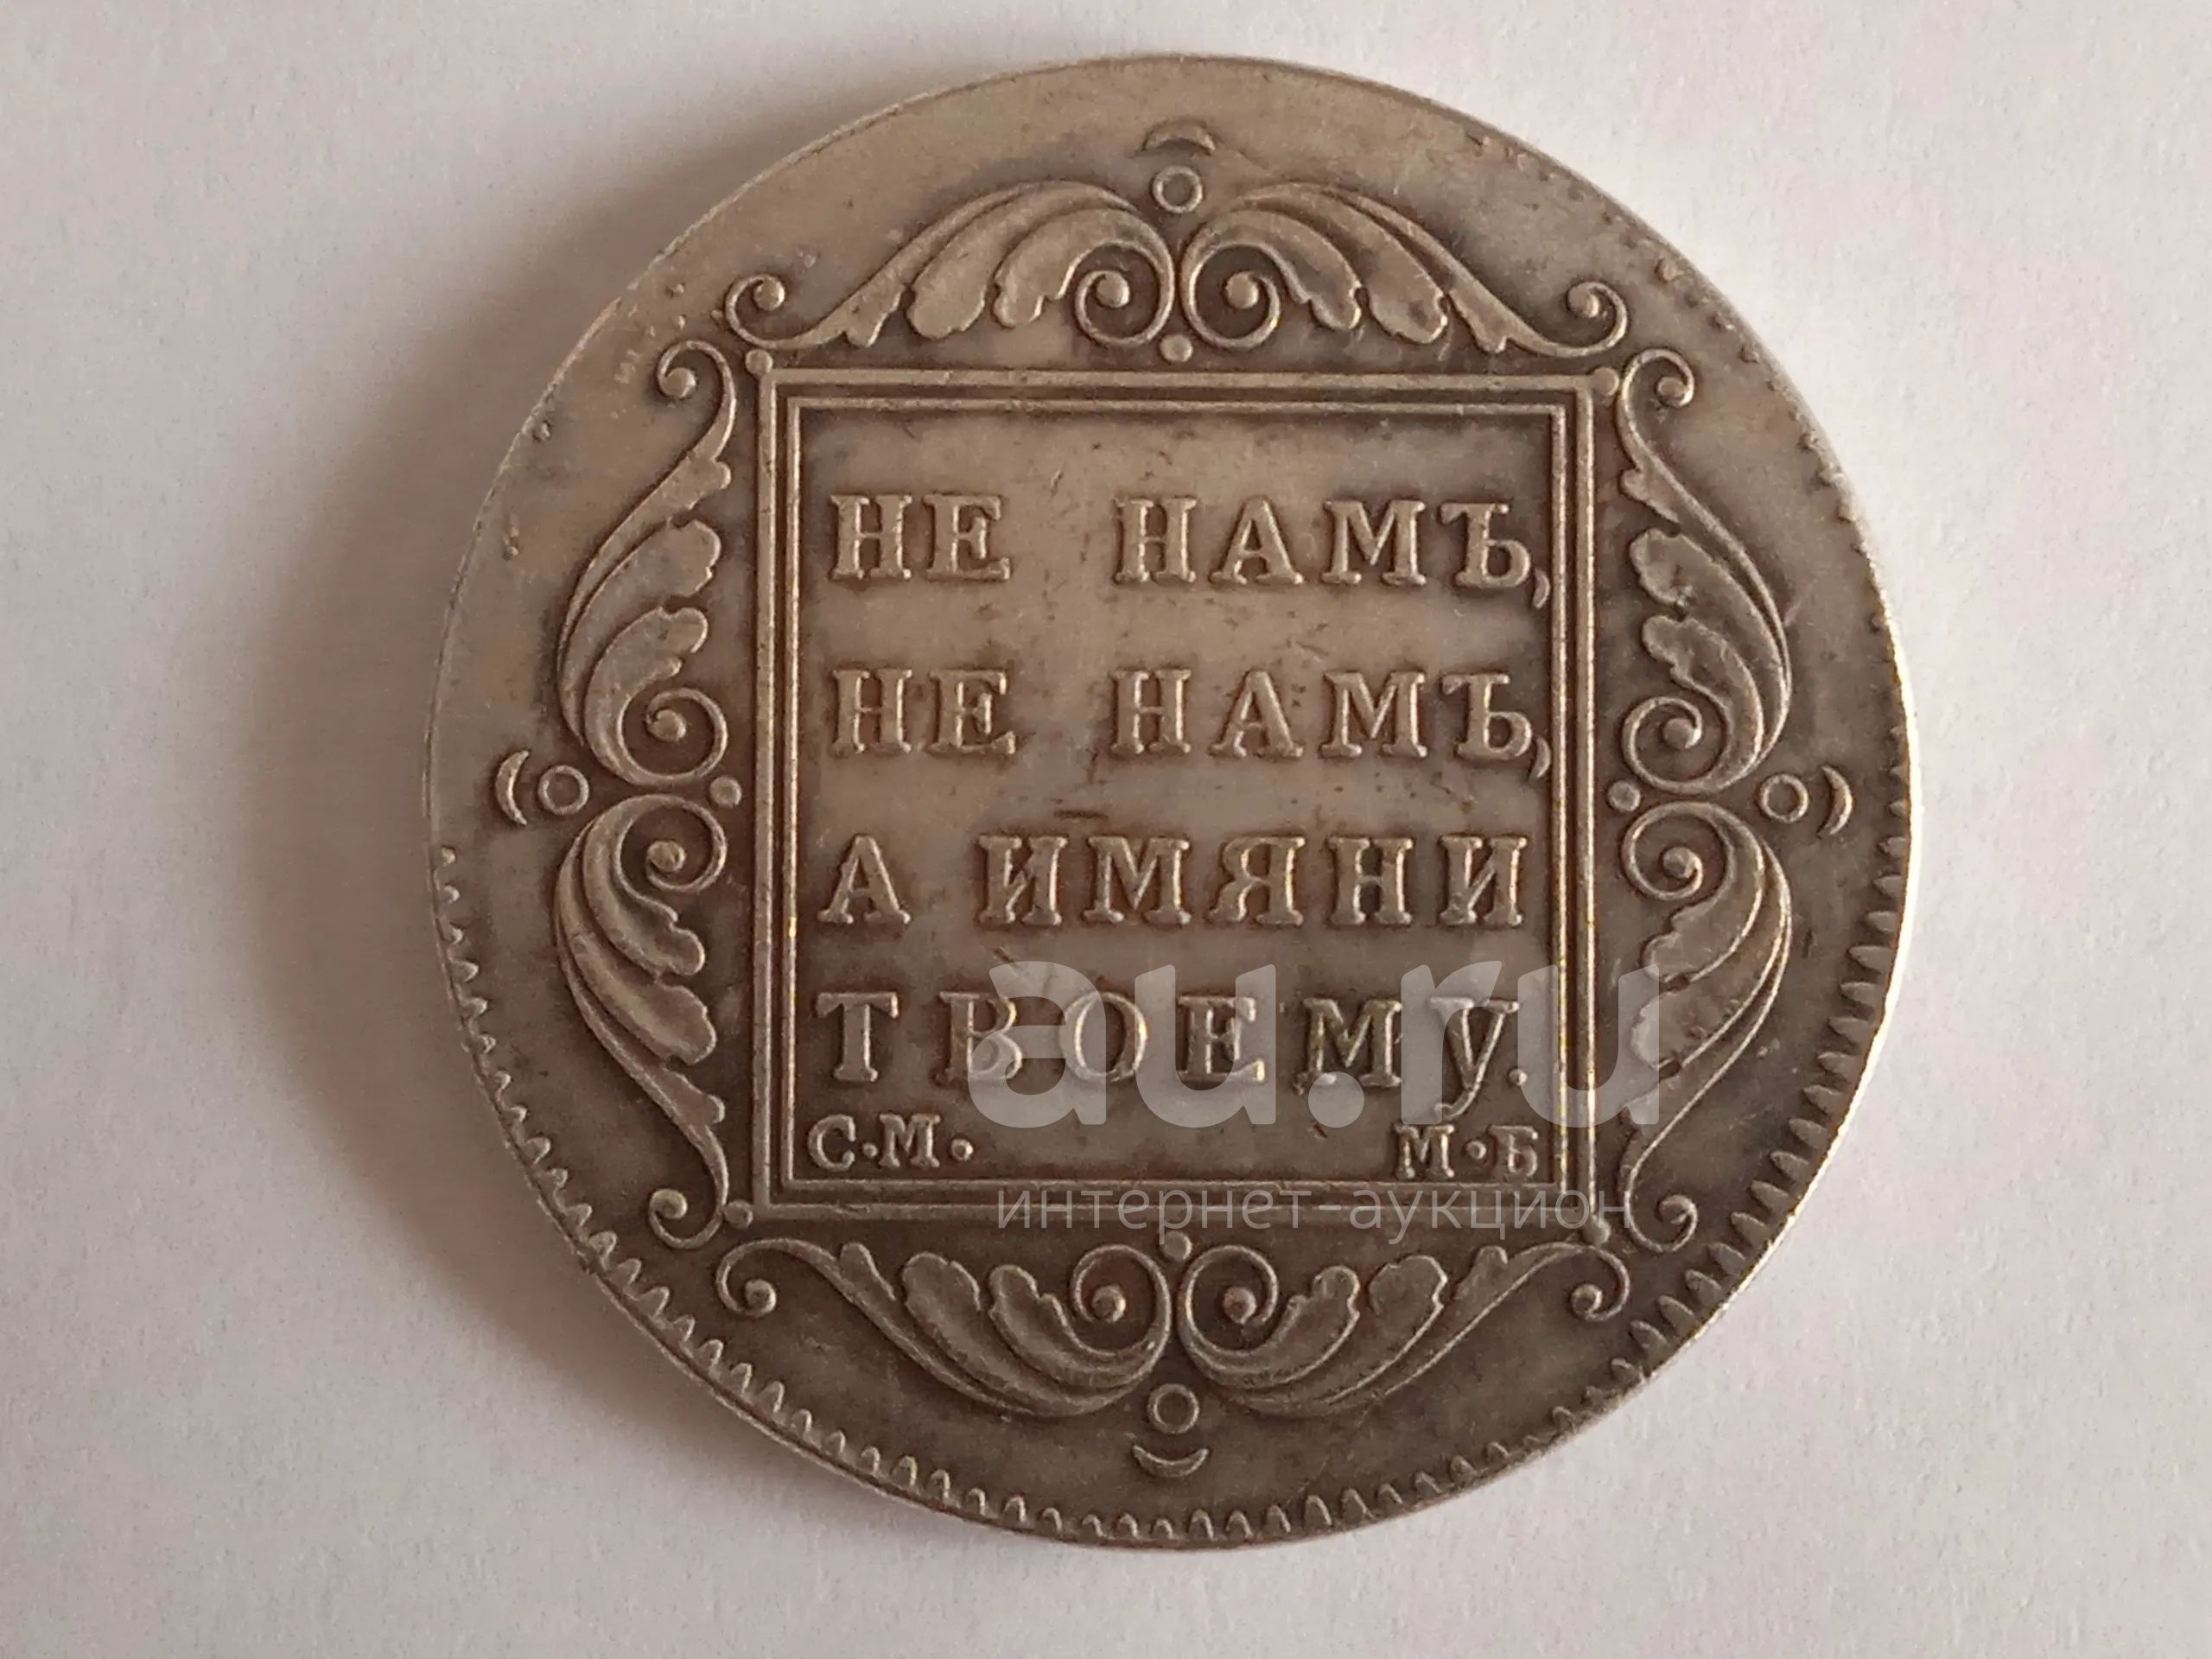 НЕ НАМЪ,
НЕ НАМЪ,
А ИМЯНИ
ТВОЕМУ.
С·М· М·Б
au.ru
интернет-аукцион